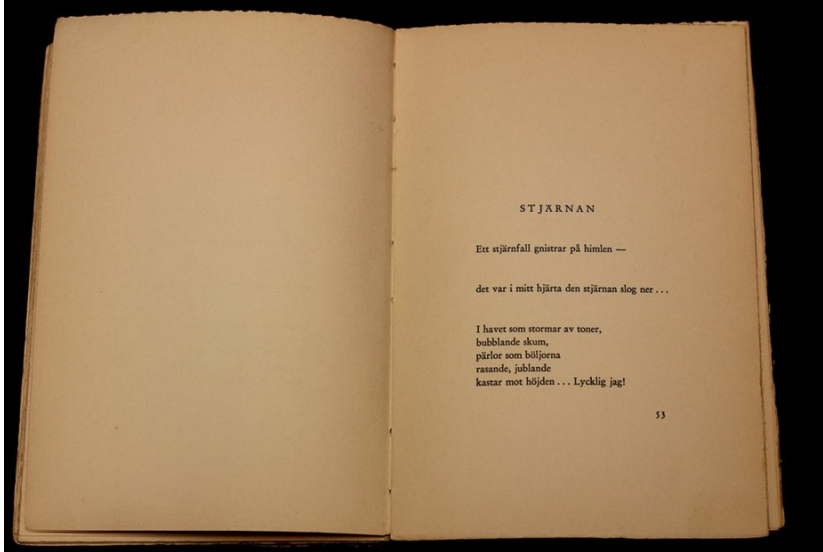 STJÄRNAN
Ett stjärnfall gnistrar på himlen —
det var i mitt hjärta den stjärnan slog ner . . .
I havet som stormar av toner,
bubblande skum,
pärlor som böljorna
rasande, jublande
kastar mot höjden . . . Lycklig jag!
53